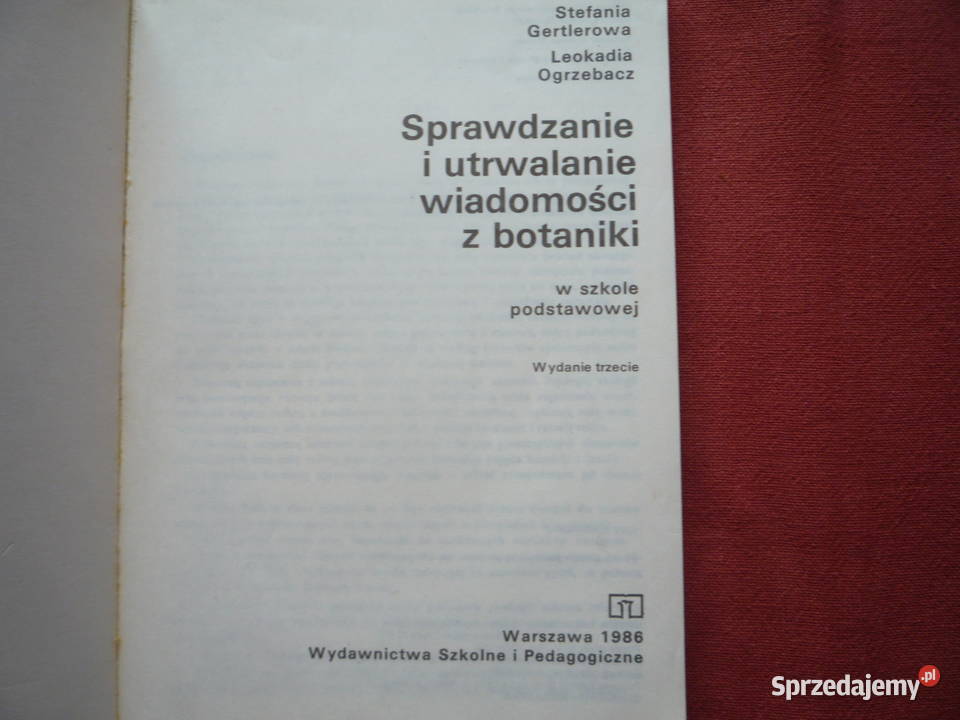 Stefania
Gertlerowa
Leokadia
Ogrzebacz
Sprawdzanie
i utrwalanie
wiadomości
z botaniki
w szkole
podstawowej
Wydanie trzecie
Warszawa 1986
Wydawnictwa Szkolne i Pedagogiczne
Sprzedajemy.pl